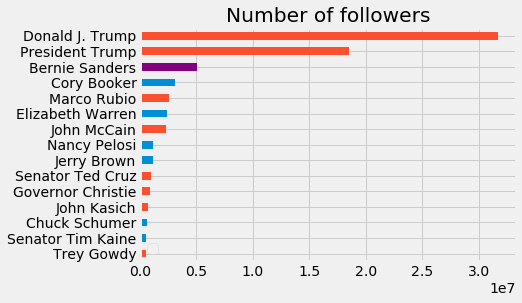 Number of followers
Donald J. Trump
President Trump
Bernie Sanders
Cory Booker
Marco Rubio
Elizabeth Warren
John McCain
Nancy Pelosi
Jerry Brown
Senator Ted Cruz
Governor Christie
John Kasich
Chuck Schumer
Senator Tim Kaine
Trey Gowdy
0.0 0.5 1.0 1.5 2.0 2.5 3.0
1e7